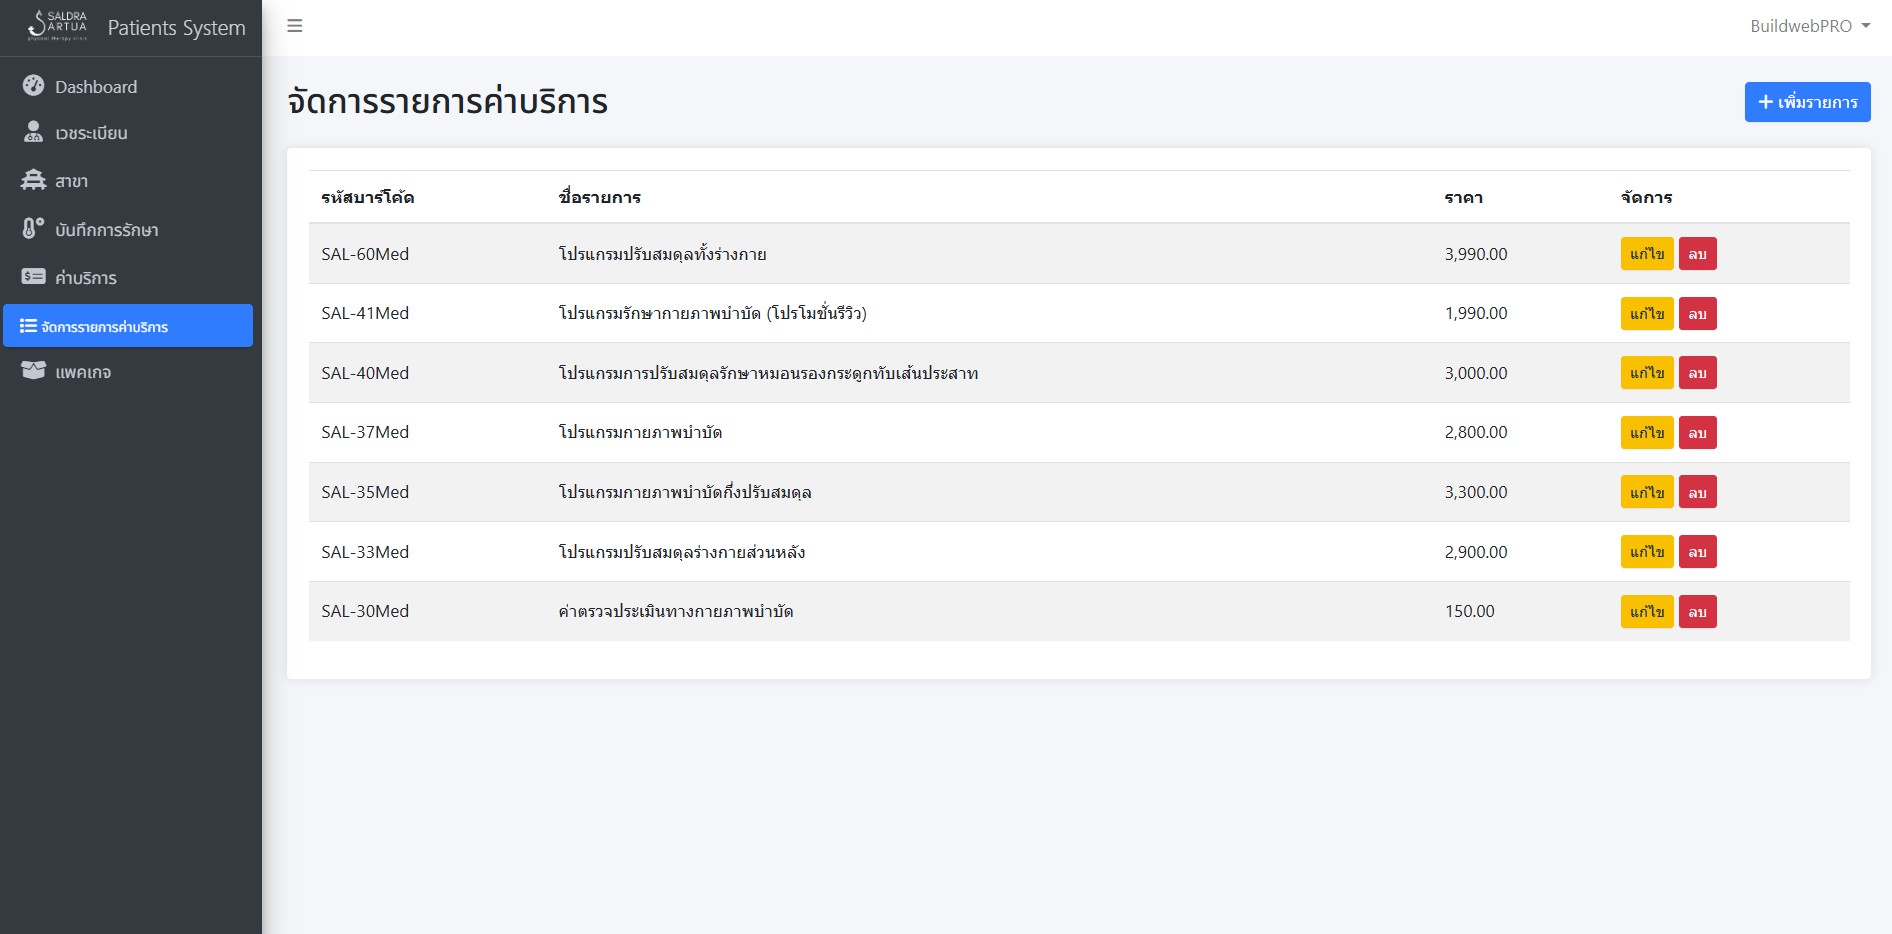 SALDRA
SARTUA
physical therapy clinic
Patients System
BuildwebPRO
Dashboard
เวชระเบียน
สาขา
บันทึกการรักษา
ค่าบริการ
จัดการรายการค่าบริการ
แพคเกจ
จัดการรายการค่าบริการ
เพิ่มรายการ
รหัสบาร์โค้ด ชื่อรายการ ราคา จัดการ
SAL-60Med โปรแกรมปรับสมดุลทั้งร่างกาย 3,990.00 แก้ไข ลบ
SAL-41Med โปรแกรมรักษากายภาพบำบัด (โปรโมชั่นรีวิว) 1,990.00 แก้ไข ลบ
SAL-40Med โปรแกรมการปรับสมดุลรักษาหมอนรองกระดูกทับเส้นประสาท 3,000.00 แก้ไข ลบ
SAL-37Med โปรแกรมกายภาพบำบัด 2,800.00 แก้ไข ลบ
SAL-35Med โปรแกรมกายภาพบำบัดกึ่งปรับสมดุล 3,300.00 แก้ไข ลบ
SAL-33Med โปรแกรมปรับสมดุลร่างกายส่วนหลัง 2,900.00 แก้ไข ลบ
SAL-30Med ค่าตรวจประเมินทางกายภาพบำบัด 150.00 แก้ไข ลบ